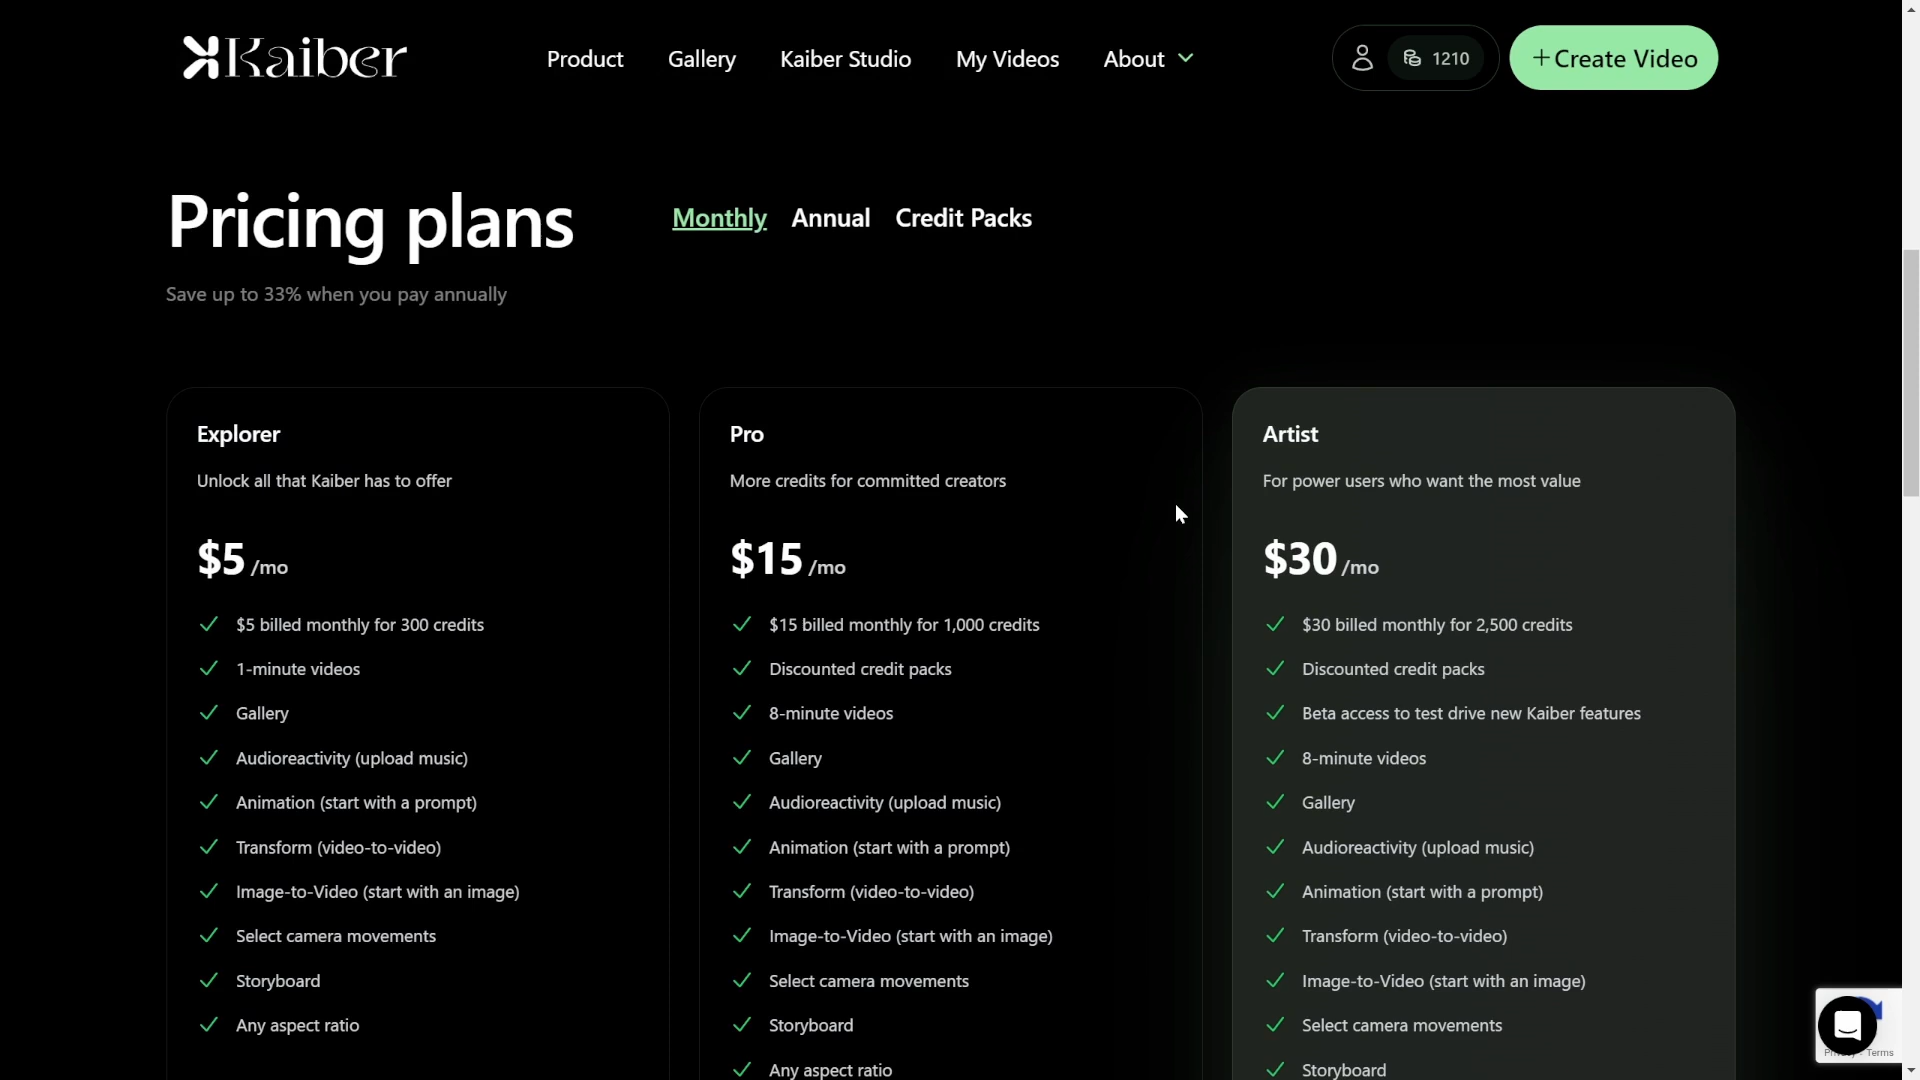 Kaiber
Product
Gallery
Kaiber Studio
My Videos
About
1210
+ Create Video
Pricing plans
Monthly
Annual
Credit Packs
Save up to 33% when you pay annually
Explorer
Unlock all that Kaiber has to offer
$5 /mo
$5 billed monthly for 300 credits
1-minute videos
Gallery
Audioreactivity (upload music)
Animation (start with a prompt)
Transform (video-to-video)
Image-to-Video (start with an image)
Select camera movements
Storyboard
Any aspect ratio
Pro
More credits for committed creators
$15 /mo
$15 billed monthly for 1,000 credits
Discounted credit packs
8-minute videos
Gallery
Audioreactivity (upload music)
Animation (start with a prompt)
Transform (video-to-video)
Image-to-Video (start with an image)
Select camera movements
Storyboard
Any aspect ratio
Artist
For power users who want the most value
$30 /mo
$30 billed monthly for 2,500 credits
Discounted credit packs
Beta access to test drive new Kaiber features
8-minute videos
Gallery
Audioreactivity (upload music)
Animation (start with a prompt)
Transform (video-to-video)
Image-to-Video (start with an image)
Select camera movements
Storyboard
Terms